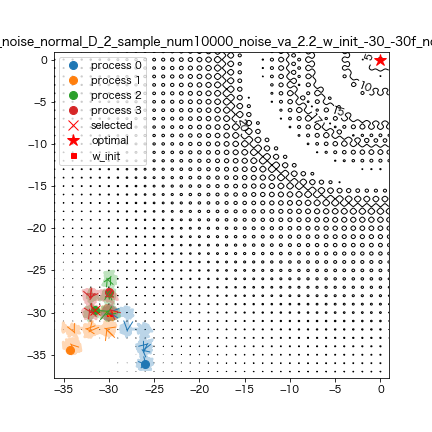 _noise_normal_D_2_sample_num10000_noise_va_2.2_w_init_-30_-30f_no
process 0
process 1
process 2
process 3
selected
optimal
w_init
0
−5
−10
−15
−20
−25
−30
−35
−35 −30 −25 −20 −15 −10 −5 0
10